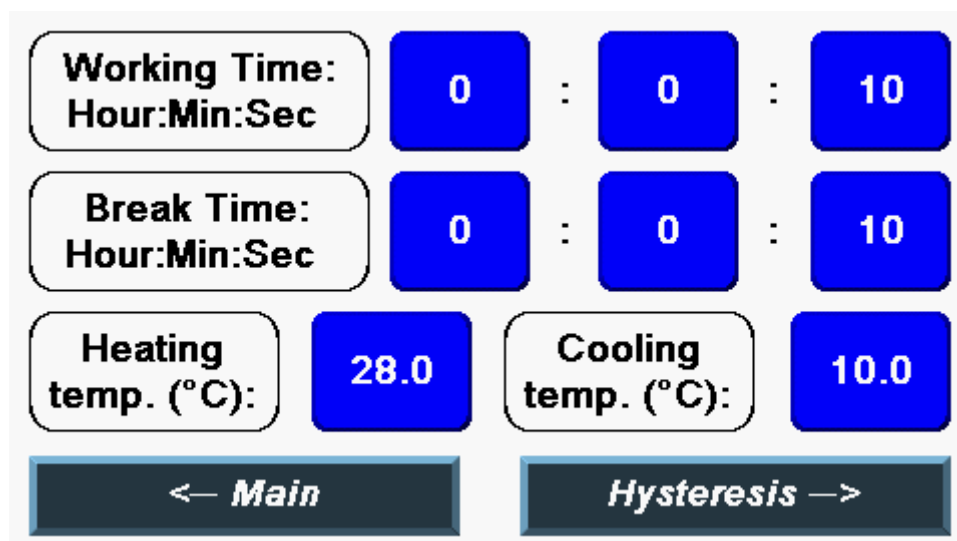 Working Time:
Hour:Min:Sec
0 : 0 : 10
Break Time:
Hour:Min:Sec
0 : 0 : 10
Heating
temp. (°C):
28.0
Cooling
temp. (°C):
10.0
<— Main
Hysteresis —>